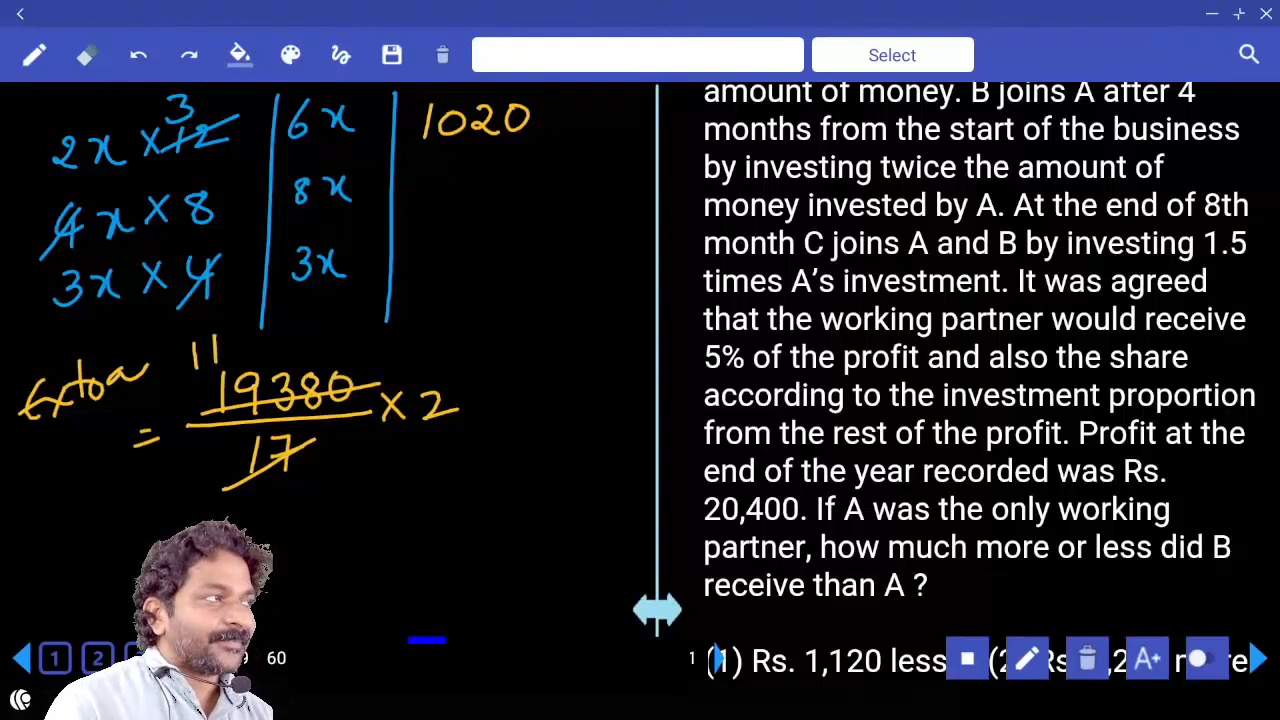 Select
2x × 12 3 | 6x | 1020
4x × 8 | 8x
3x × 4 | 3x
Extra 11
= 19380 × 2
17
amount of money. B joins A after 4
months from the start of the business
by investing twice the amount of
money invested by A. At the end of 8th
month C joins A and B by investing 1.5
times A’s investment. It was agreed
that the working partner would receive
5% of the profit and also the share
according to the investment proportion
from the rest of the profit. Profit at the
end of the year recorded was Rs.
20,400. If A was the only working
partner, how much more or less did B
receive than A ?
(1) Rs. 1,120 less
1 2 60 1
A+